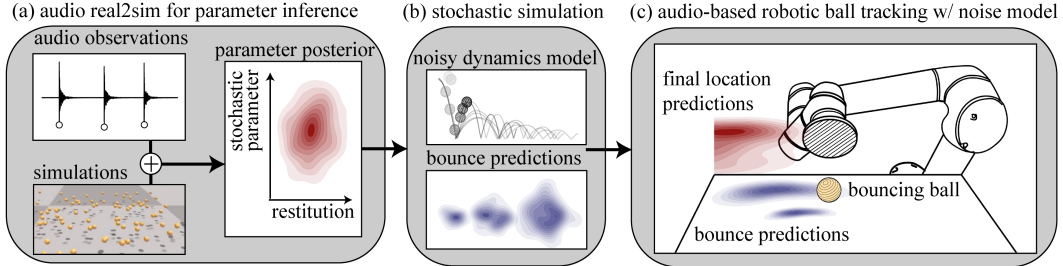 (a) audio real2sim for parameter inference
audio observations
simulations
parameter posterior
stochastic
parameter
restitution
(b) stochastic simulation
noisy dynamics model
bounce predictions
(c) audio-based robotic ball tracking w/ noise model
final location
predictions
bouncing ball
bounce predictions